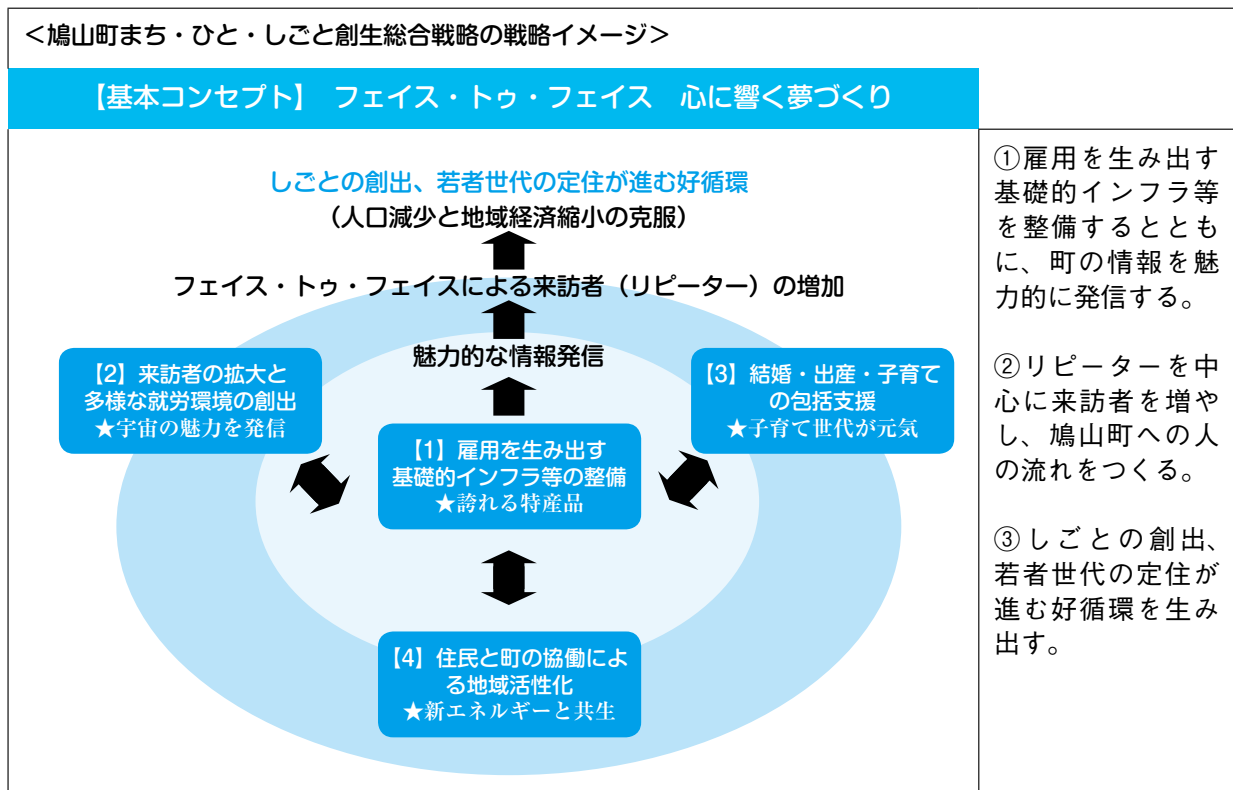 ＜鳩山町まち・ひと・しごと創生総合戦略の戦略イメージ＞
【基本コンセプト】　フェイス・トゥ・フェイス　心に響く夢づくり
しごとの創出、若者世代の定住が進む好循環
（人口減少と地域経済縮小の克服）
フェイス・トゥ・フェイスによる来訪者（リピーター）の増加
魅力的な情報発信
【2】来訪者の拡大と
多様な就労環境の創出
★宇宙の魅力を発信
【3】結婚・出産・子育て
の包括支援
★子育て世代が元気
【1】雇用を生み出す
基礎的インフラ等の整備
★誇れる特産品
【4】住民と町の協働によ
る地域活性化
★新エネルギーと共生
①雇用を生み出す
基礎的インフラ等
を整備するととも
に、町の情報を魅
力的に発信する。
②リピーターを中
心に来訪者を増や
し、鳩山町への人
の流れをつくる。
③しごとの創出、
若者世代の定住が
進む好循環を生み
出す。